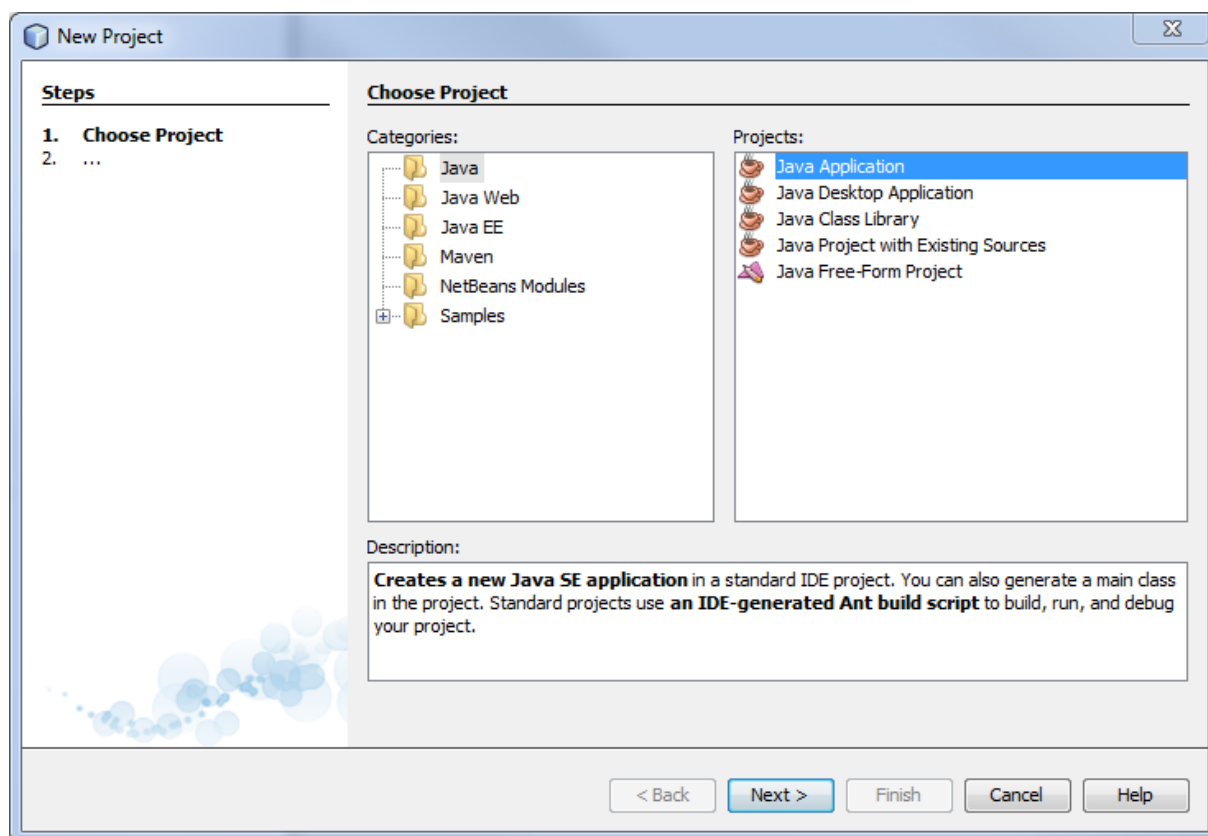 New Project
Steps
1. Choose Project
2. ...
Choose Project
Categories:
Java
Java Web
Java EE
Maven
NetBeans Modules
Samples
Projects:
Java Application
Java Desktop Application
Java Class Library
Java Project with Existing Sources
Java Free-Form Project
Description:
Creates a new Java SE application in a standard IDE project. You can also generate a main class
in the project. Standard projects use an IDE-generated Ant build script to build, run, and debug
your project.
< Back Next > Finish Cancel Help